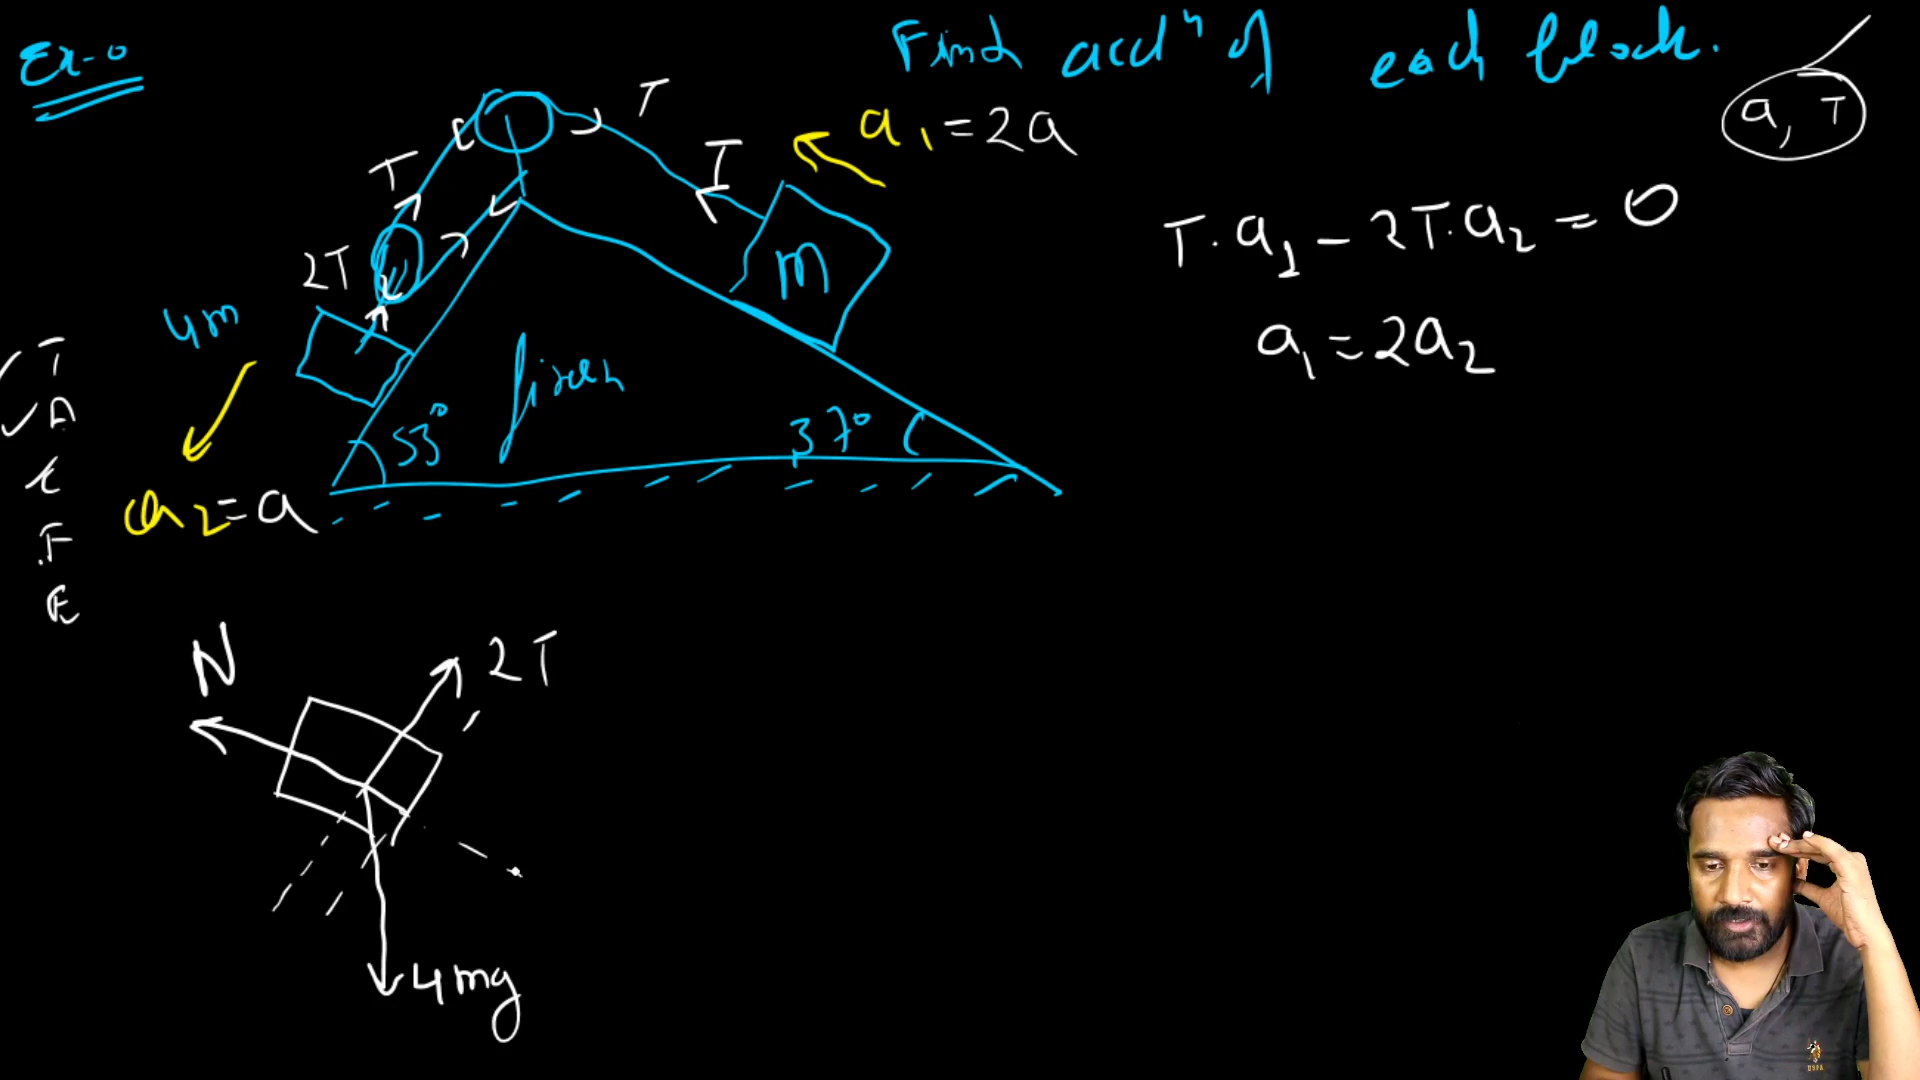 Ex-0
Find accⁿ of each block.
a, T
T
a₁ = 2a
T
T
T·a₁ - 2T·a₂ = 0
2T
m
a₁ = 2a₂
4m
T
A
fixed
53°
37°
F
E
a₂ = a
N
2T
4mg
USPA